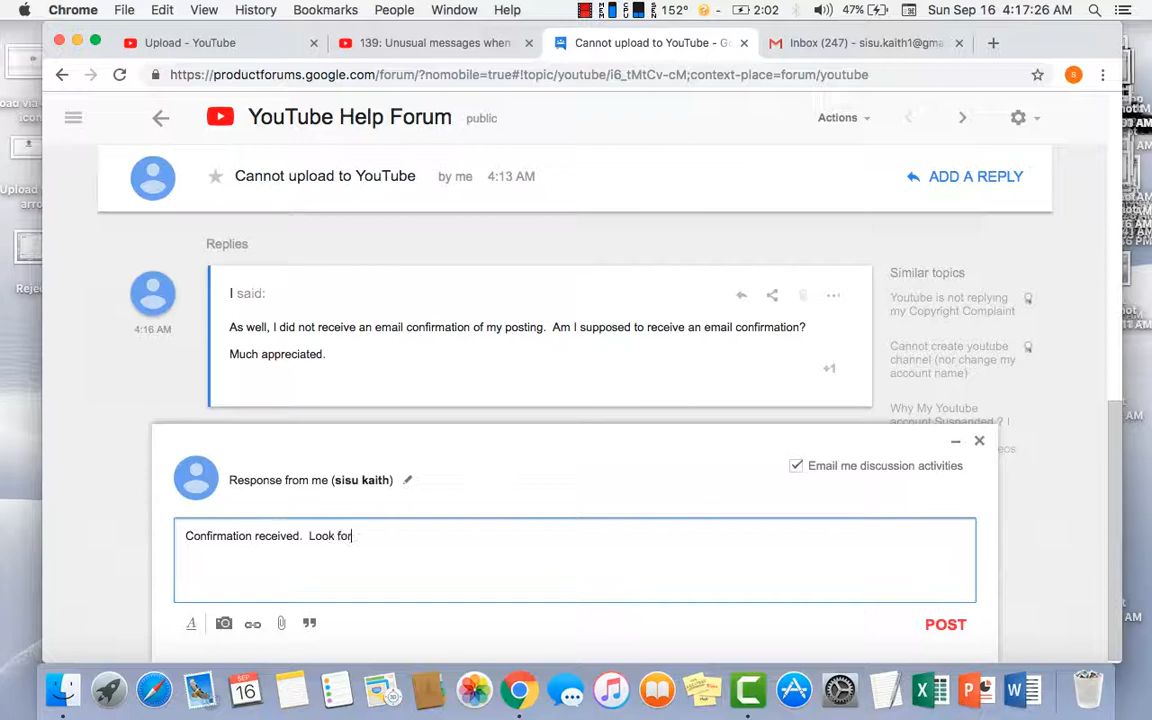 Chrome File Edit View History Bookmarks People Window Help 152° 2:02 47% Sun Sep 16 4:17:26 AM
Upload - YouTube
139: Unusual messages when
Cannot upload to YouTube - Go
Inbox (247) - sisu.kaith1@gma
https://productforums.google.com/forum/?nomobile=true#!topic/youtube/i6_tMtCv-cM;context-place=forum/youtube
YouTube Help Forum public
Actions
Cannot upload to YouTube by me 4:13 AM
ADD A REPLY
Replies
I said:
4:16 AM
As well, I did not receive an email confirmation of my posting. Am I supposed to receive an email confirmation?
Much appreciated.
+1
Similar topics
Youtube is not replying
my Copyright Complaint
Cannot create youtube
channel (nor change my
account name)
Why My Youtube
account Suspended ? I
Response from me (sisu kaith)
Email me discussion activities
Confirmation received. Look for
POST
SEP
16